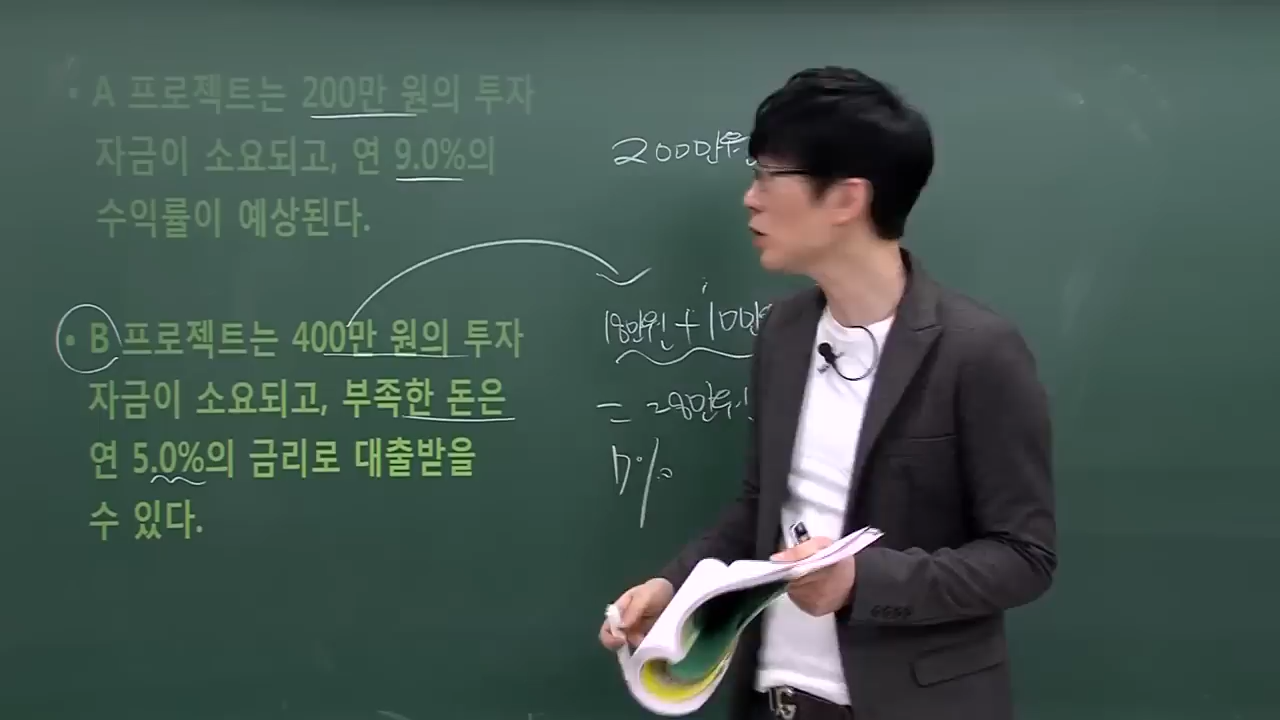 · A 프로젝트는 200만 원의 투자
자금이 소요되고, 연 9.0%의
수익률이 예상된다.
· B 프로젝트는 400만 원의 투자
자금이 소요되고, 부족한 돈은
연 5.0%의 금리로 대출받을
수 있다.
200만
18만원 + 10만
= 28만원
7%